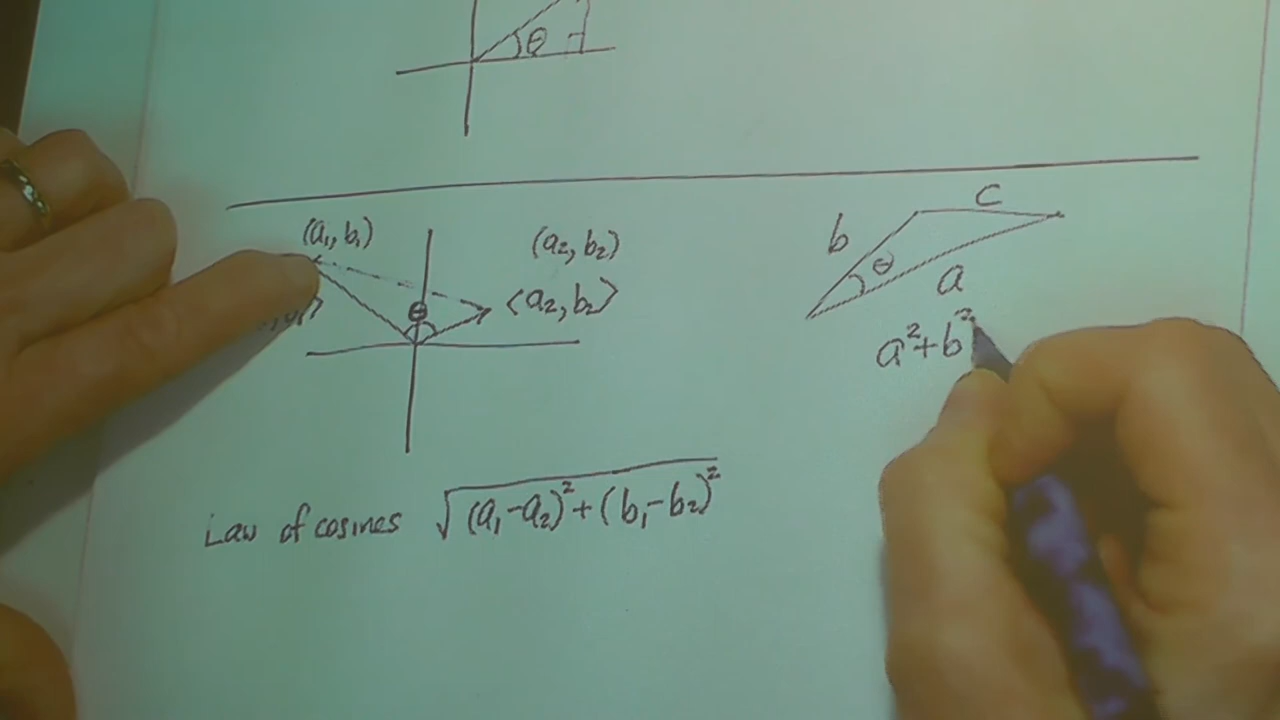 θ
(a₁, b₁)
(a₂, b₂)
⟨a₂, b₂⟩
θ
c
b
θ
a
a²+b²
Law of cosines √(a₁-a₂)²+(b₁-b₂)²